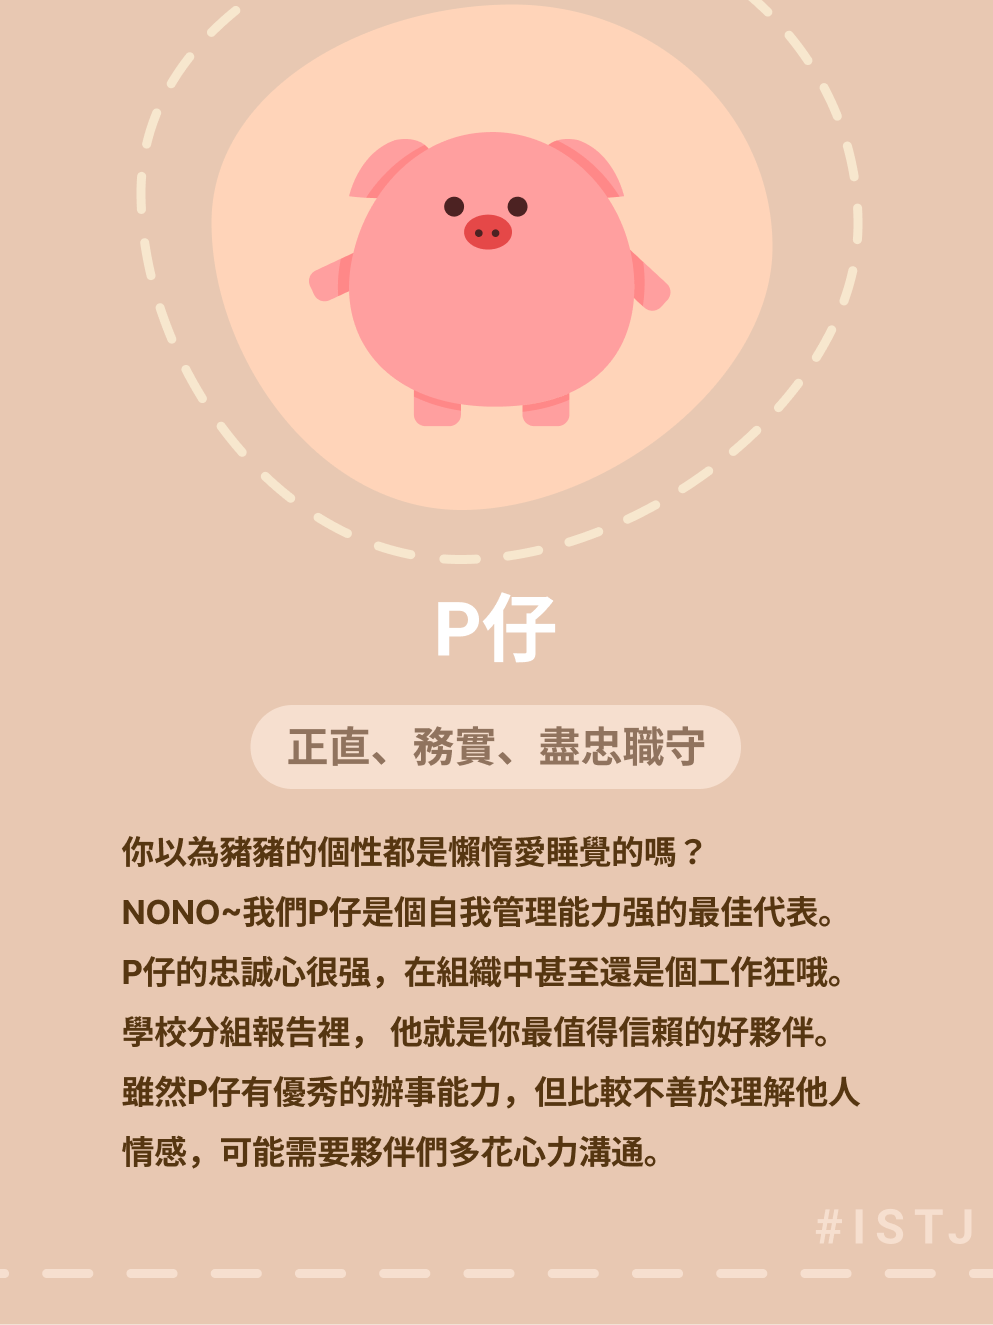 P仔
正直、務實、盡忠職守
你以為豬豬的個性都是懶惰愛睡覺的嗎？
NONO~我們P仔是個自我管理能力强的最佳代表。
P仔的忠誠心很强，在組織中甚至還是個工作狂哦。
學校分組報告裡， 他就是你最值得信賴的好夥伴。
雖然P仔有優秀的辦事能力，但比較不善於理解他人
情感，可能需要夥伴們多花心力溝通。
#ISTJ